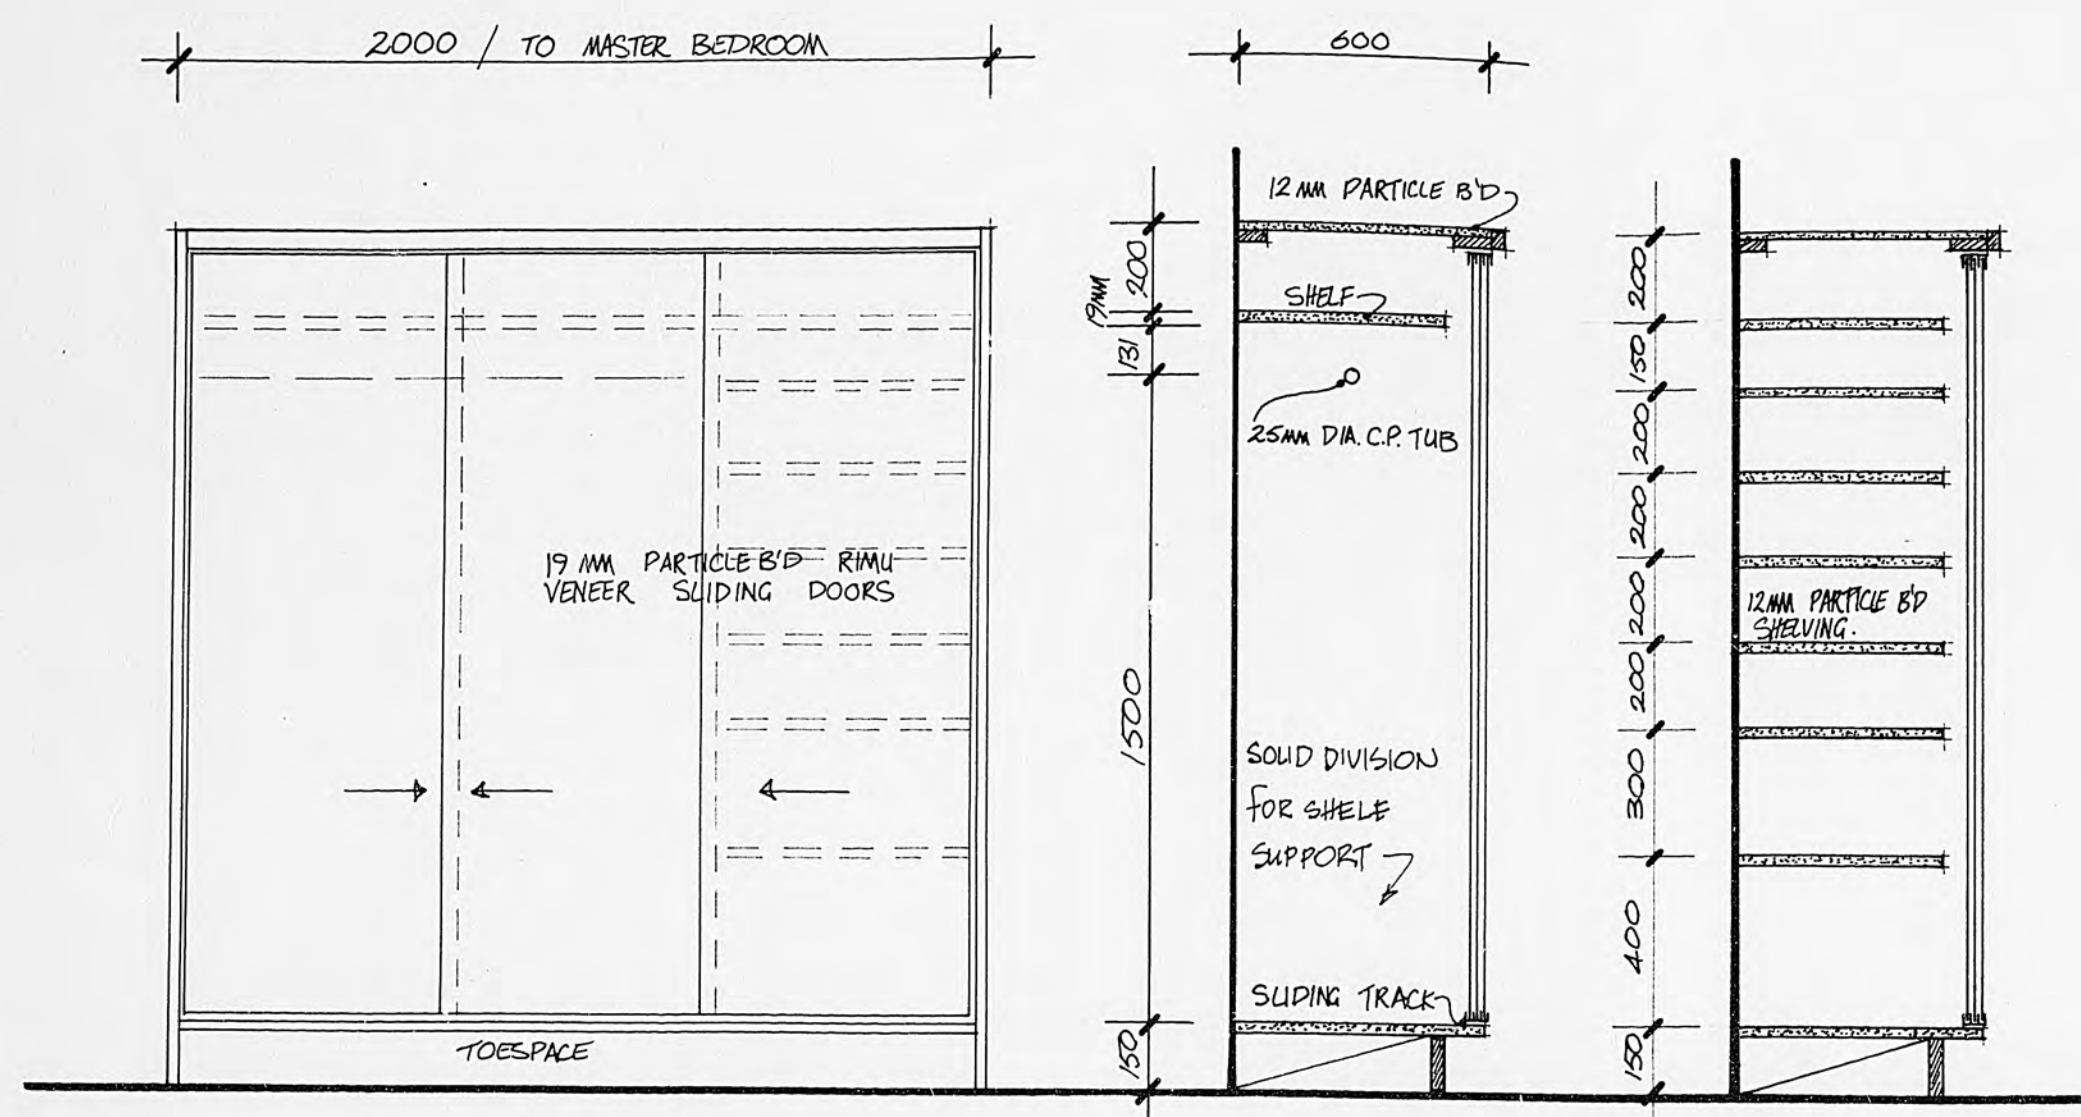 2000 / TO MASTER BEDROOM
600
12 MM PARTICLE B'D
200
19MM
SHELF
131
25MM DIA. C.P. TUB
19 MM PARTICLE B'D RIMU
VENEER SLIDING DOORS
1500
SOLID DIVISION
FOR SHELF
SUPPORT
SLIDING TRACK
150
TOESPACE
200
150
200
200
200
12MM PARTICLE B'D
SHELVING.
200
300
400
150